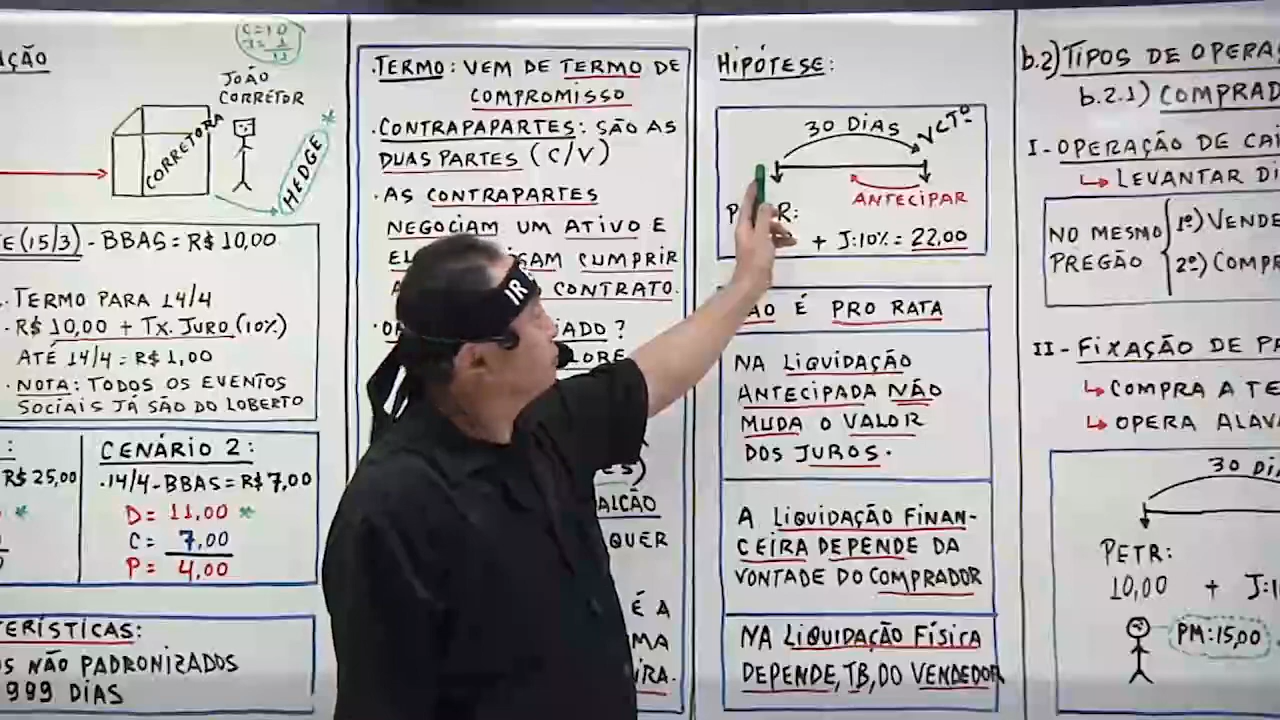 AÇÃO
C=10
JOÃO
CORRETOR
CORRETORA
HEDGE *
(15/3) - BBAS = R$ 10,00
. TERMO PARA 14/4
- R$ 10,00 + TX. JURO (10%)
ATÉ 14/4 = R$ 1,00
. NOTA: TODOS OS EVENTOS
SOCIAIS JÁ SÃO DO LOBERTO
:
R$ 25,00
*
CENÁRIO 2:
.14/4 - BBAS = R$ 7,00
D = 11,00 *
C = 7,00
P = 4,00
TERÍSTICAS:
S NÃO PADRONIZADOS
999 DIAS
. TERMO: VEM DE TERMO DE
COMPROMISSO
. CONTRAPAPARTES: SÃO AS
DUAS PARTES (C/V)
. AS CONTRAPARTES
NEGOCIAM UM ATIVO E
CUMPRIR
CONTRATO.
IADO?
ALCÃO
QUER
É A
MA
IRA.
IR
HIPÓTESE:
30 DIAS
VCTº
ANTECIPAR
P R:
+ J:10% = 22,00
ÃO É PRO RATA
NA LIQUIDAÇÃO
ANTECIPADA NÃO
MUDA O VALOR
DOS JUROS.
A LIQUIDAÇÃO FINAN-
CEIRA DEPENDE DA
VONTADE DO COMPRADOR
NA LIQUIDAÇÃO FÍSICA
DEPENDE, TB, DO VENDEDOR
b.2) TIPOS DE OPERA
b.2.1) COMPRAD
I - OPERAÇÃO DE CAI
↳ LEVANTAR DI
NO MESMO
PREGÃO
1º) VENDE
2º) COMPR
II - FIXAÇÃO DE P
↳ COMPRA A TE
↳ OPERA ALAV
30 DIA
PETR:
10,00 + J:1
PM:15,00